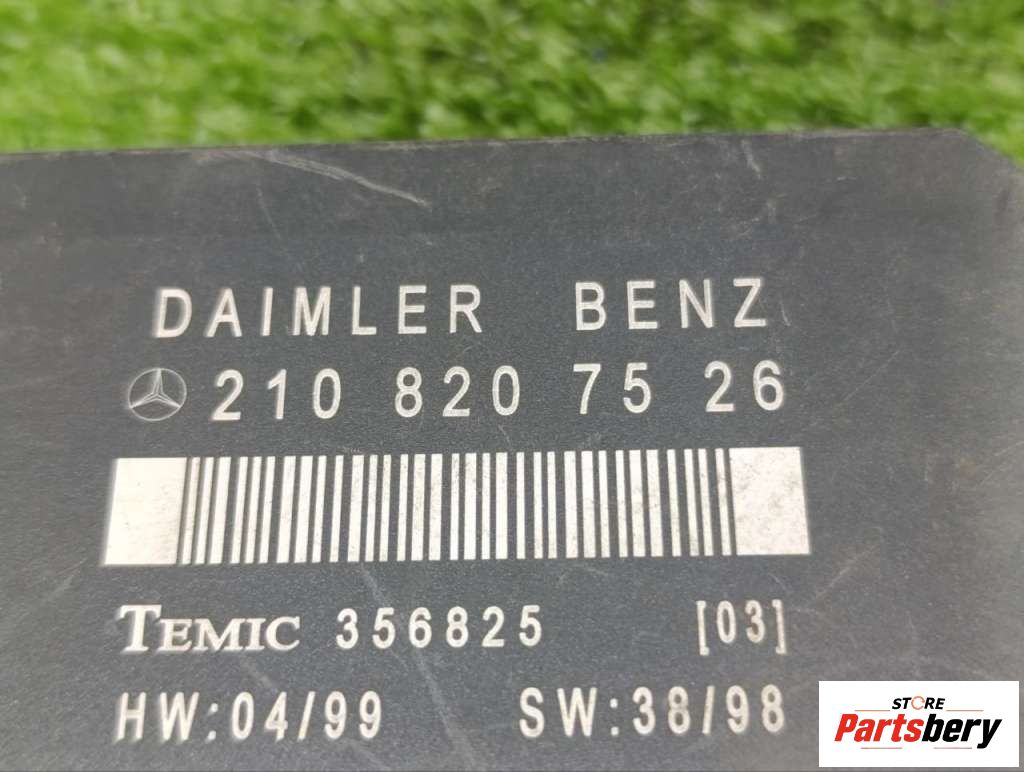 DAIMLER BENZ
210 820 75 26
TEMIC 356825 [03]
HW:04/99 SW:38/98
STORE
Partsbery